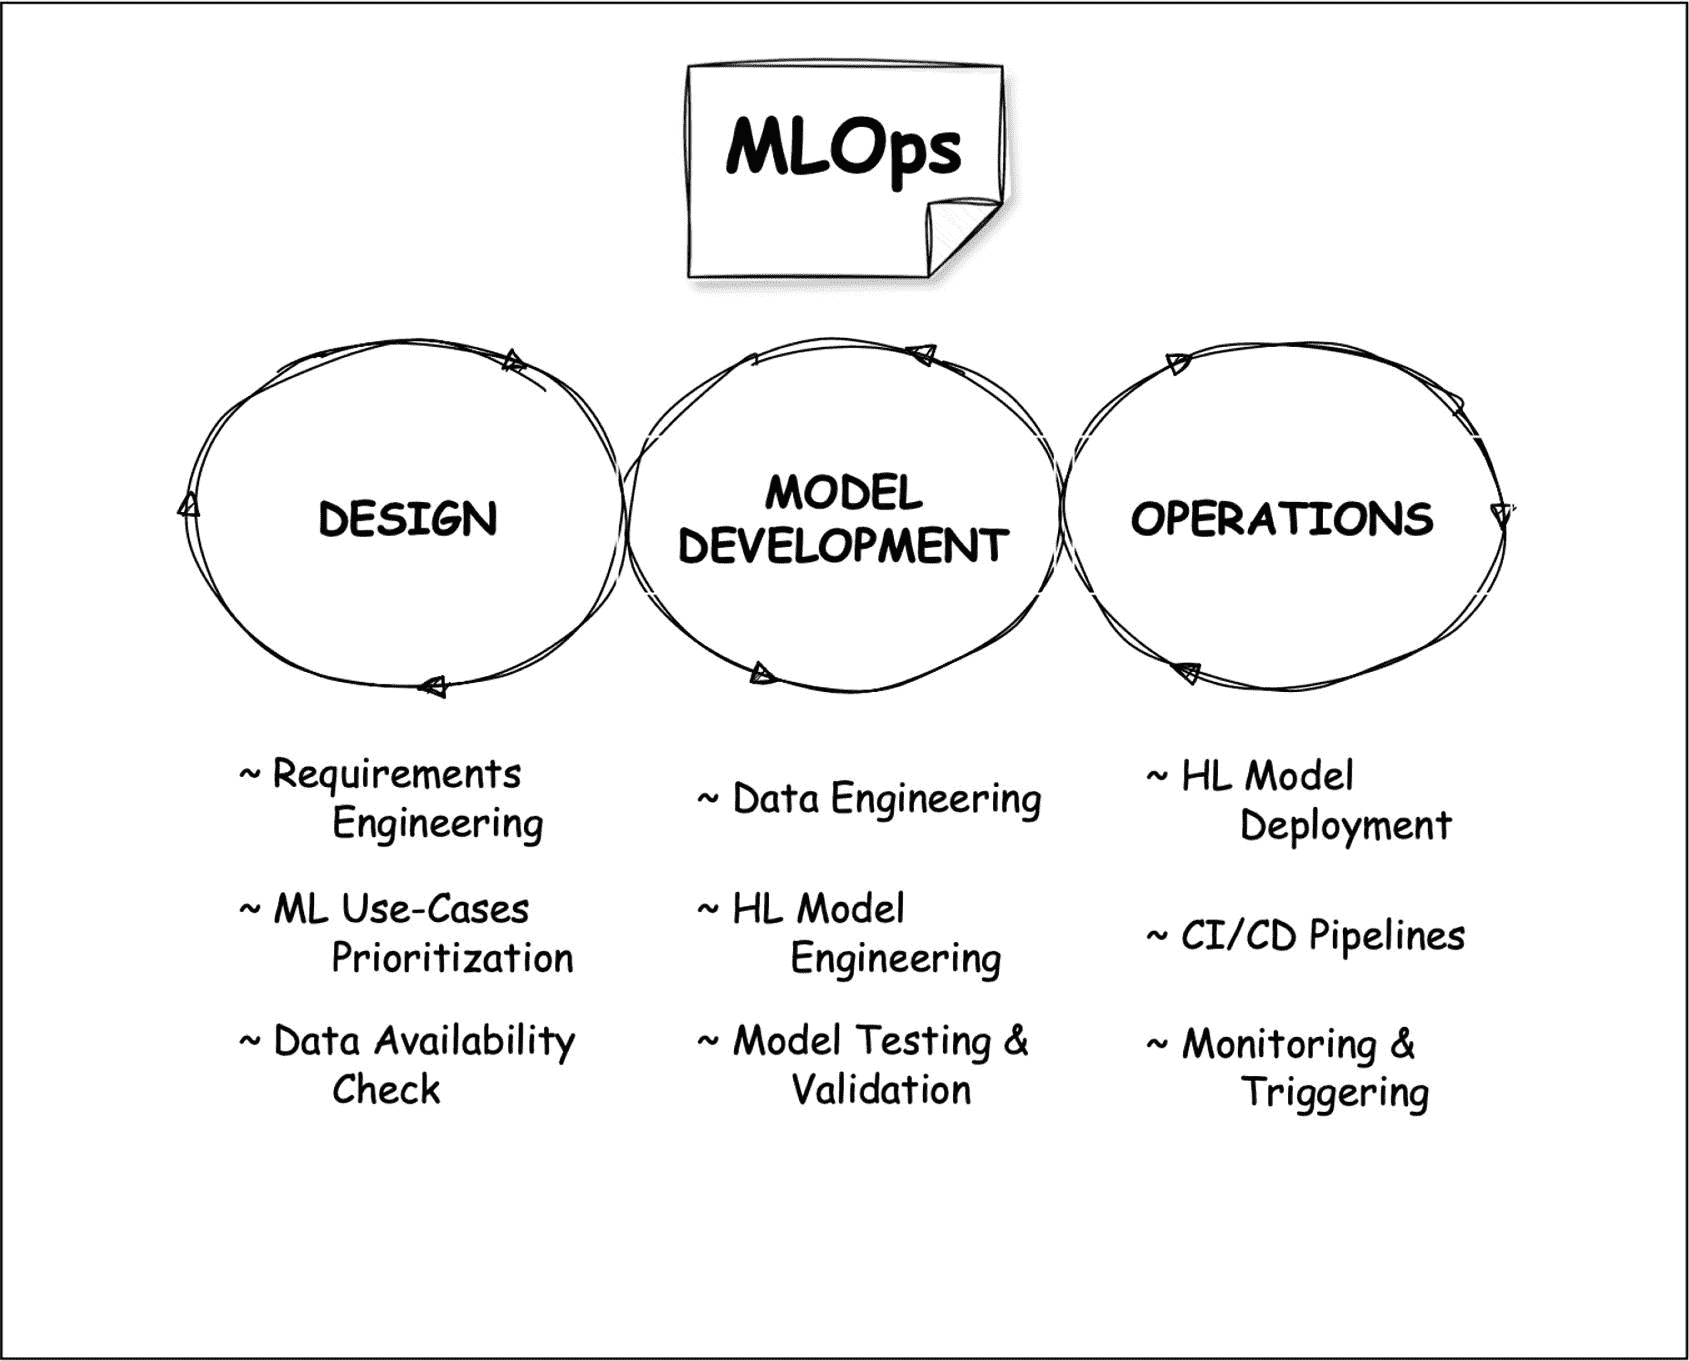 MLOps
DESIGN
MODEL
DEVELOPMENT
OPERATIONS
~ Requirements
Engineering
~ ML Use-Cases
Prioritization
~ Data Availability
Check
~ Data Engineering
~ HL Model
Engineering
~ Model Testing &
Validation
~ HL Model
Deployment
~ CI/CD Pipelines
~ Monitoring &
Triggering